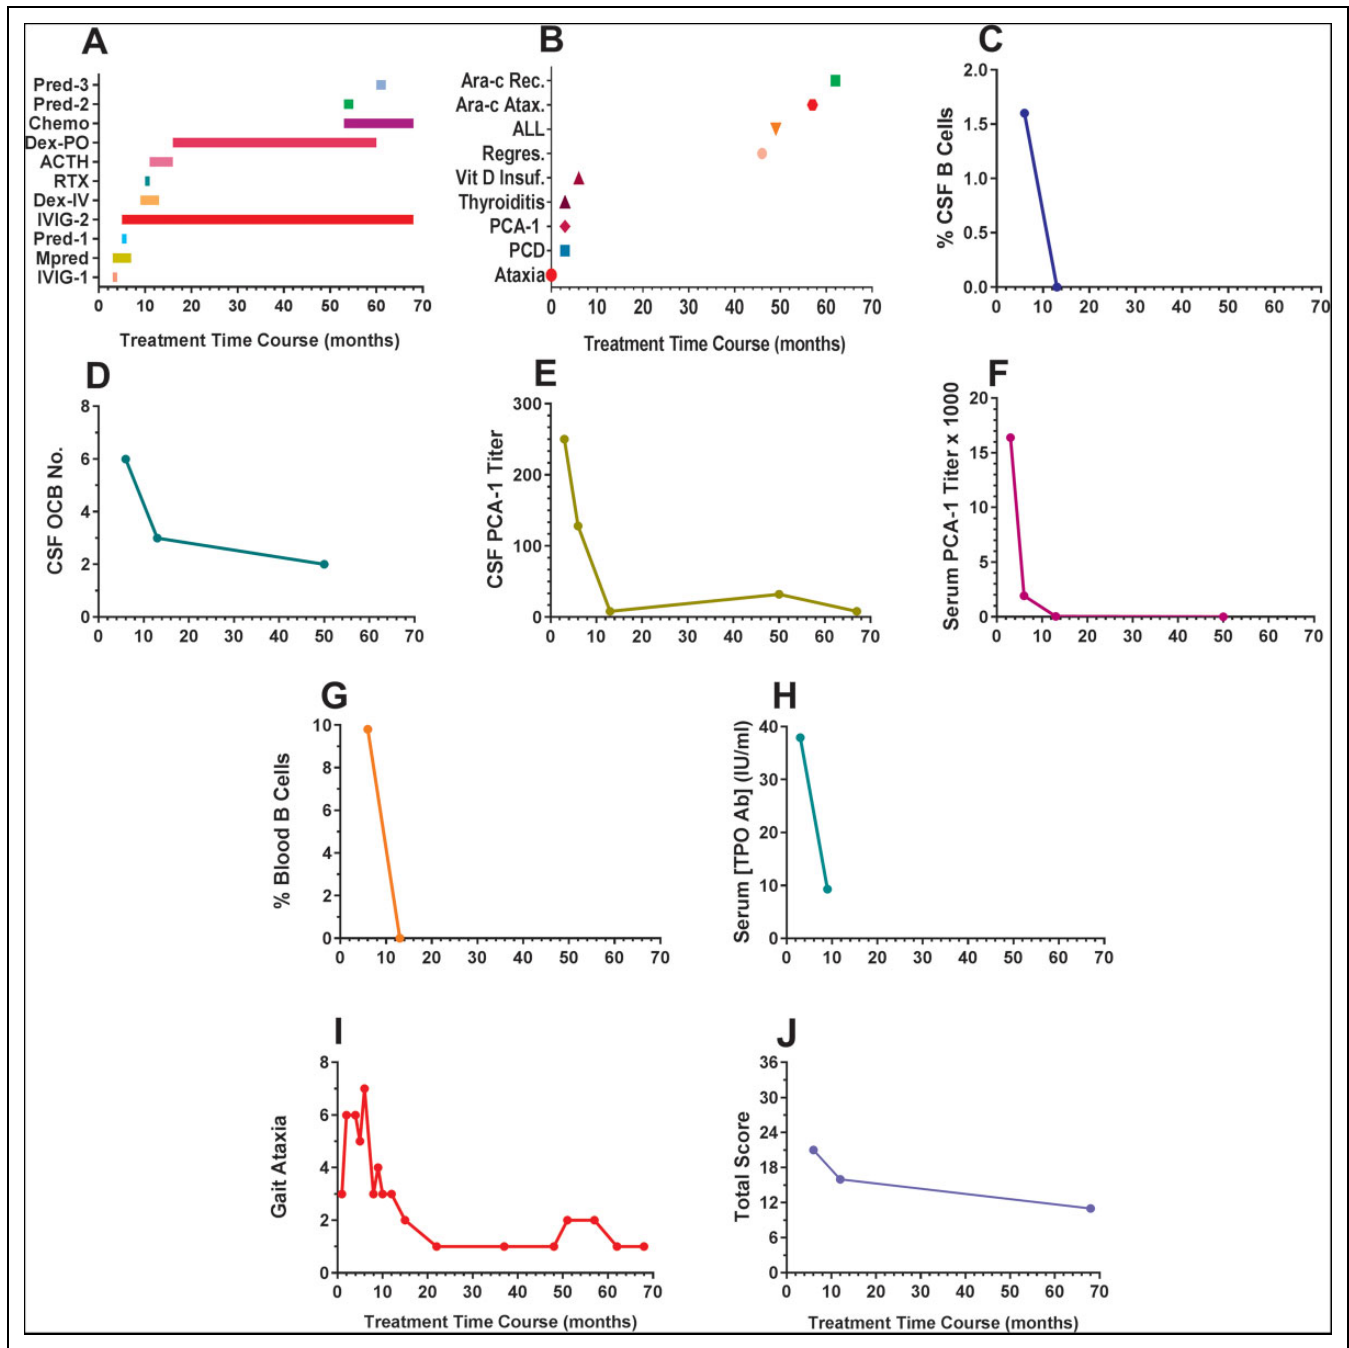 A
Pred-3
Pred-2
Chemo
Dex-PO
ACTH
RTX
Dex-IV
IVIG-2
Pred-1
Mpred
IVIG-1
0 10 20 30 40 50 60 70
Treatment Time Course (months)
B
Ara-c Rec.
Ara-c Atax.
ALL
Regres.
Vit D Insuf.
Thyroiditis
PCA-1
PCD
Ataxia
0 10 20 30 40 50 60 70
Treatment Time Course (months)
C
% CSF B Cells
2.0
1.5
1.0
0.5
0.0
0 10 20 30 40 50 60 70
D
CSF OCB No.
8
6
4
2
0
0 10 20 30 40 50 60 70
E
CSF PCA-1 Titer
300
200
100
0
0 10 20 30 40 50 60 70
F
Serum PCA-1 Titer x 1000
20
15
10
5
0
0 10 20 30 40 50 60 70
G
% Blood B Cells
10
8
6
4
2
0
0 10 20 30 40 50 60 70
H
Serum [TPO Ab] (IU/ml)
40
30
20
10
0
0 10 20 30 40 50 60 70
I
Gait Ataxia
8
6
4
2
0
0 10 20 30 40 50 60 70
Treatment Time Course (months)
J
Total Score
36
30
24
18
12
6
0
0 10 20 30 40 50 60 70
Treatment Time Course (months)